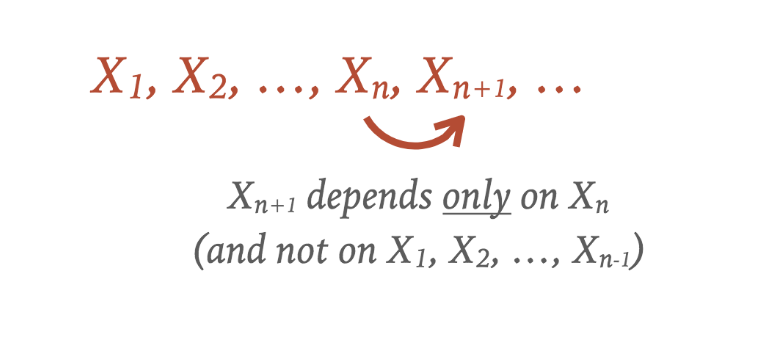 X₁, X₂, ..., Xₙ, Xₙ₊₁, ...
Xₙ₊₁ depends only on Xₙ
(and not on X₁, X₂, ..., Xₙ₋₁)